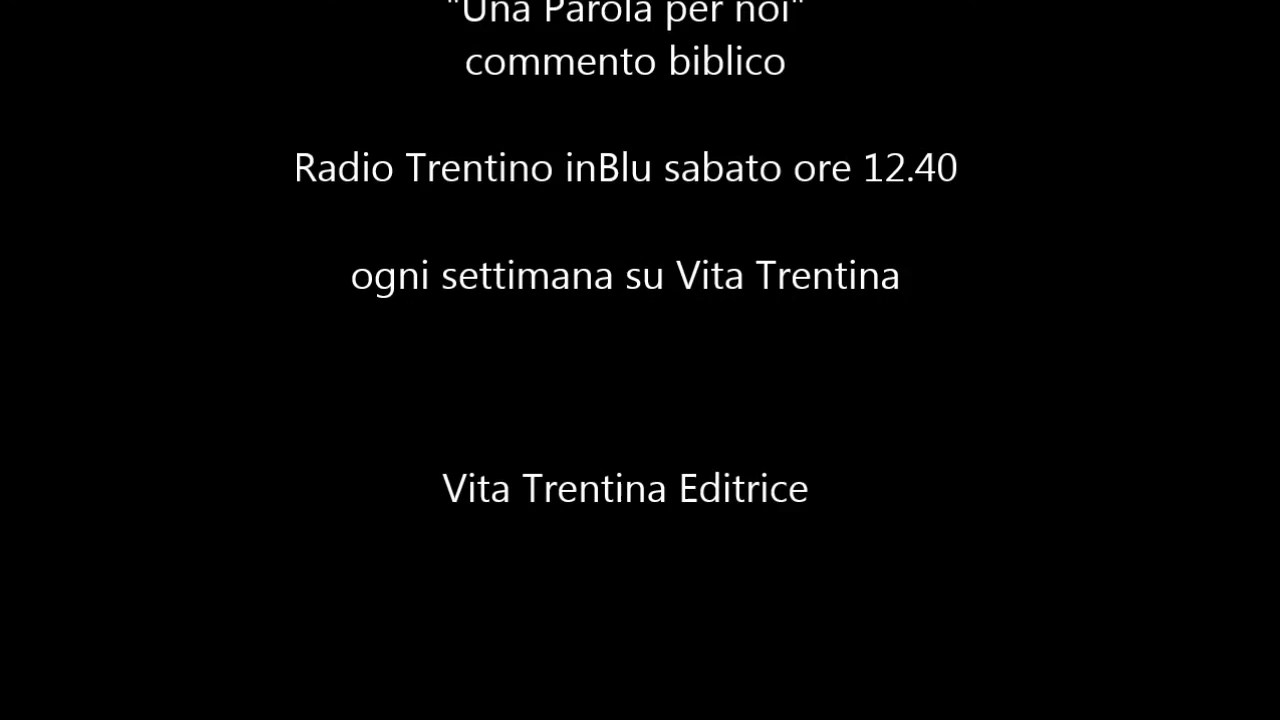 "Una Parola per noi"
commento biblico
Radio Trentino inBlu sabato ore 12.40
ogni settimana su Vita Trentina
Vita Trentina Editrice